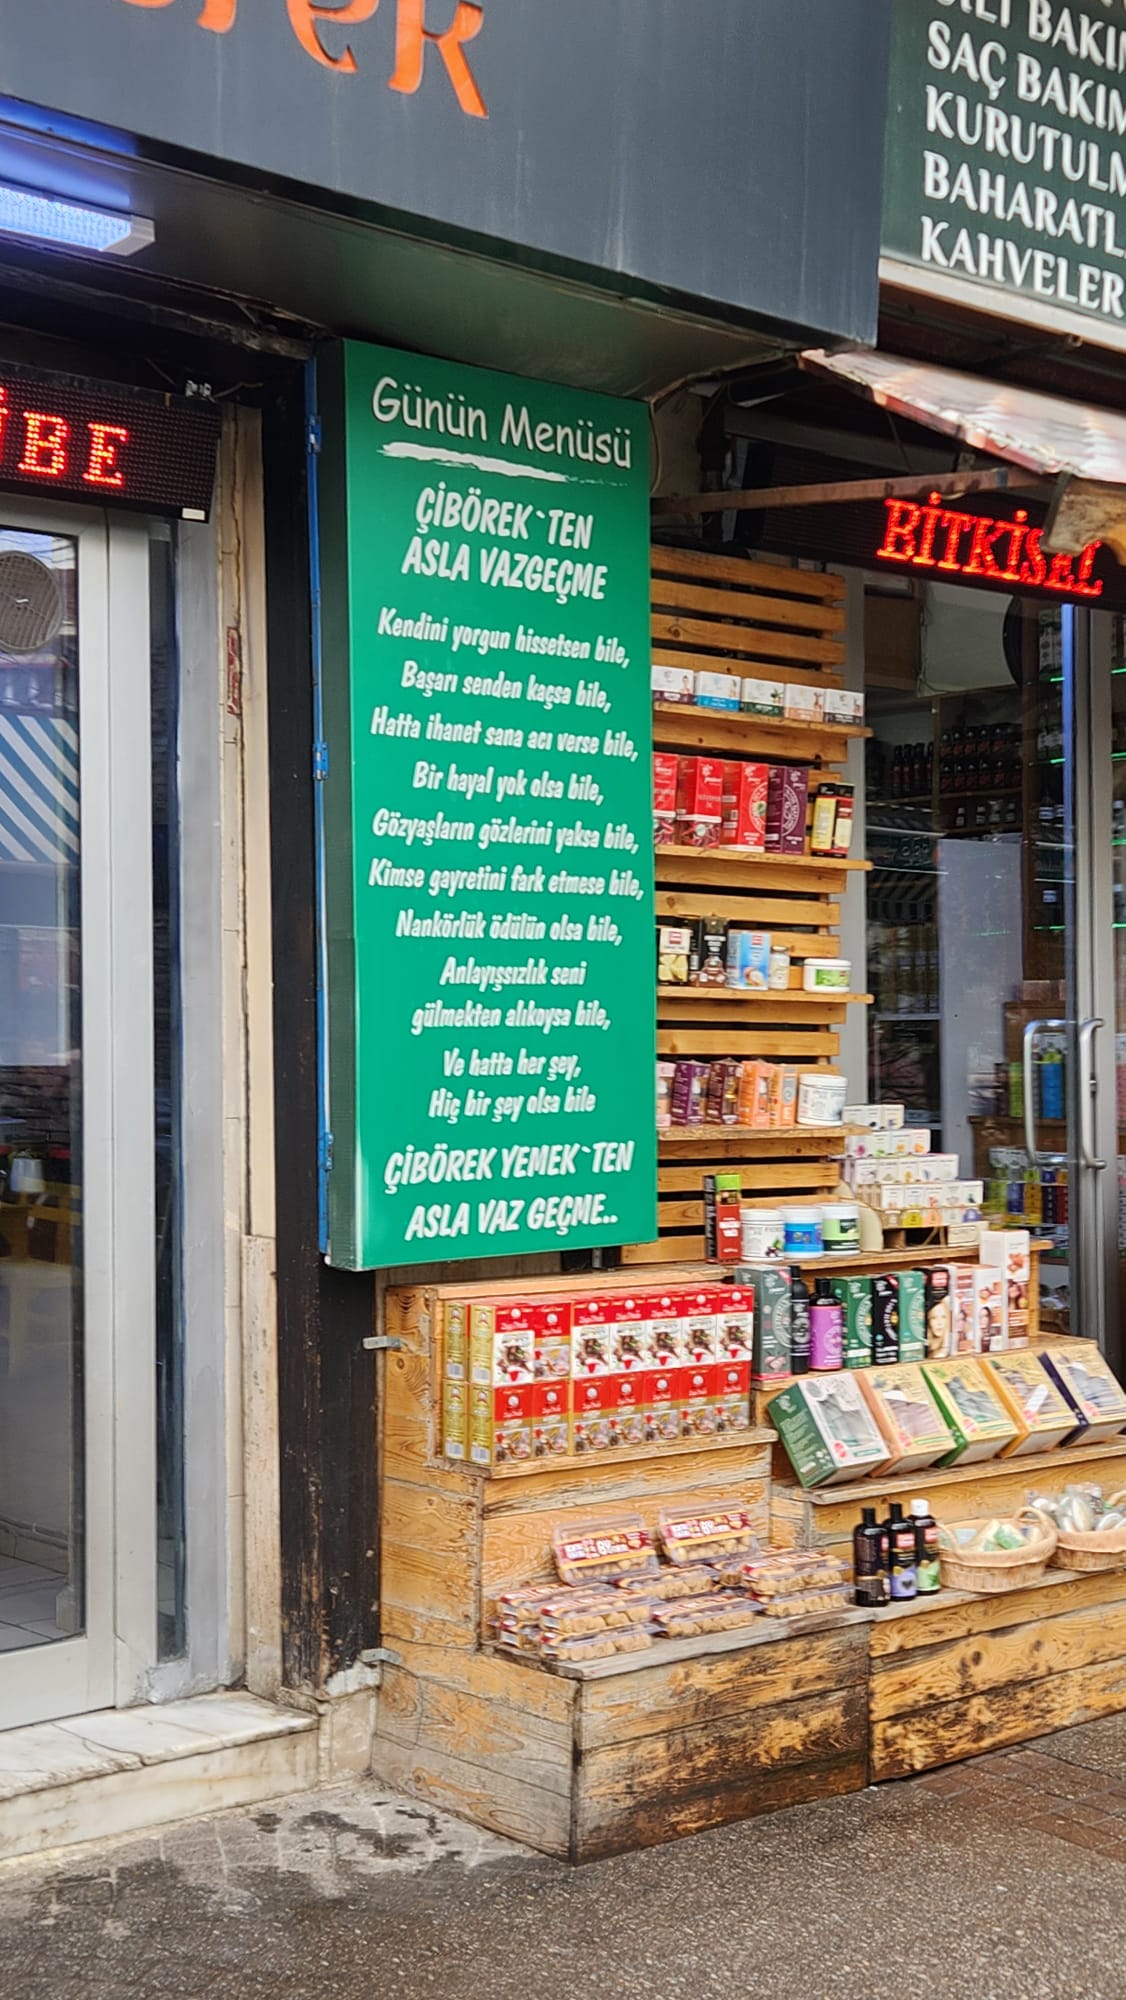 SAÇ BAKIM
KAHVELER
BE
Günün Menüsü
ÇİBÖREK`TEN
ASLA VAZGEÇME
Kendini yorgun hissetsen bile,
Başarı senden kaçsa bile,
Hatta ihanet sana acı verse bile,
Bir hayal yok olsa bile,
Gözyaşların gözlerini yaksa bile,
Kimse gayretini fark etmese bile,
Nankörlük ödülün olsa bile,
Anlayışsızlık seni
gülmekten alıkoysa bile,
Ve hatta her şey,
Hiç bir şey olsa bile
ÇİBÖREK YEMEK`TEN
ASLA VAZ GEÇME..
BİTKİSEL